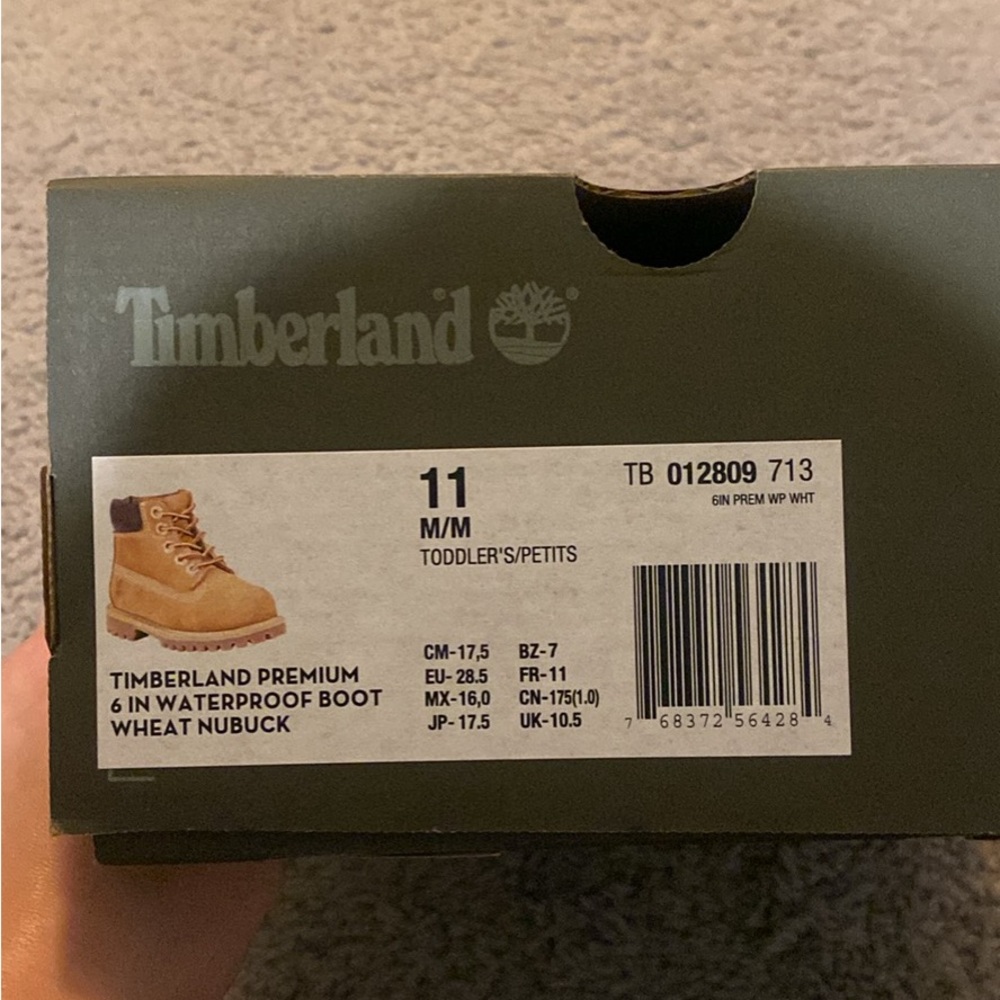 Timberland ®
11
M/M
TODDLER'S/PETITS
TB 012809 713
6IN PREM WP WHT
TIMBERLAND PREMIUM
6 IN WATERPROOF BOOT
WHEAT NUBUCK
CM-17,5 BZ-7
EU- 28.5 FR-11
MX-16,0 CN-175(1.0)
JP- 17.5 UK-10.5
7 68372 56428 4